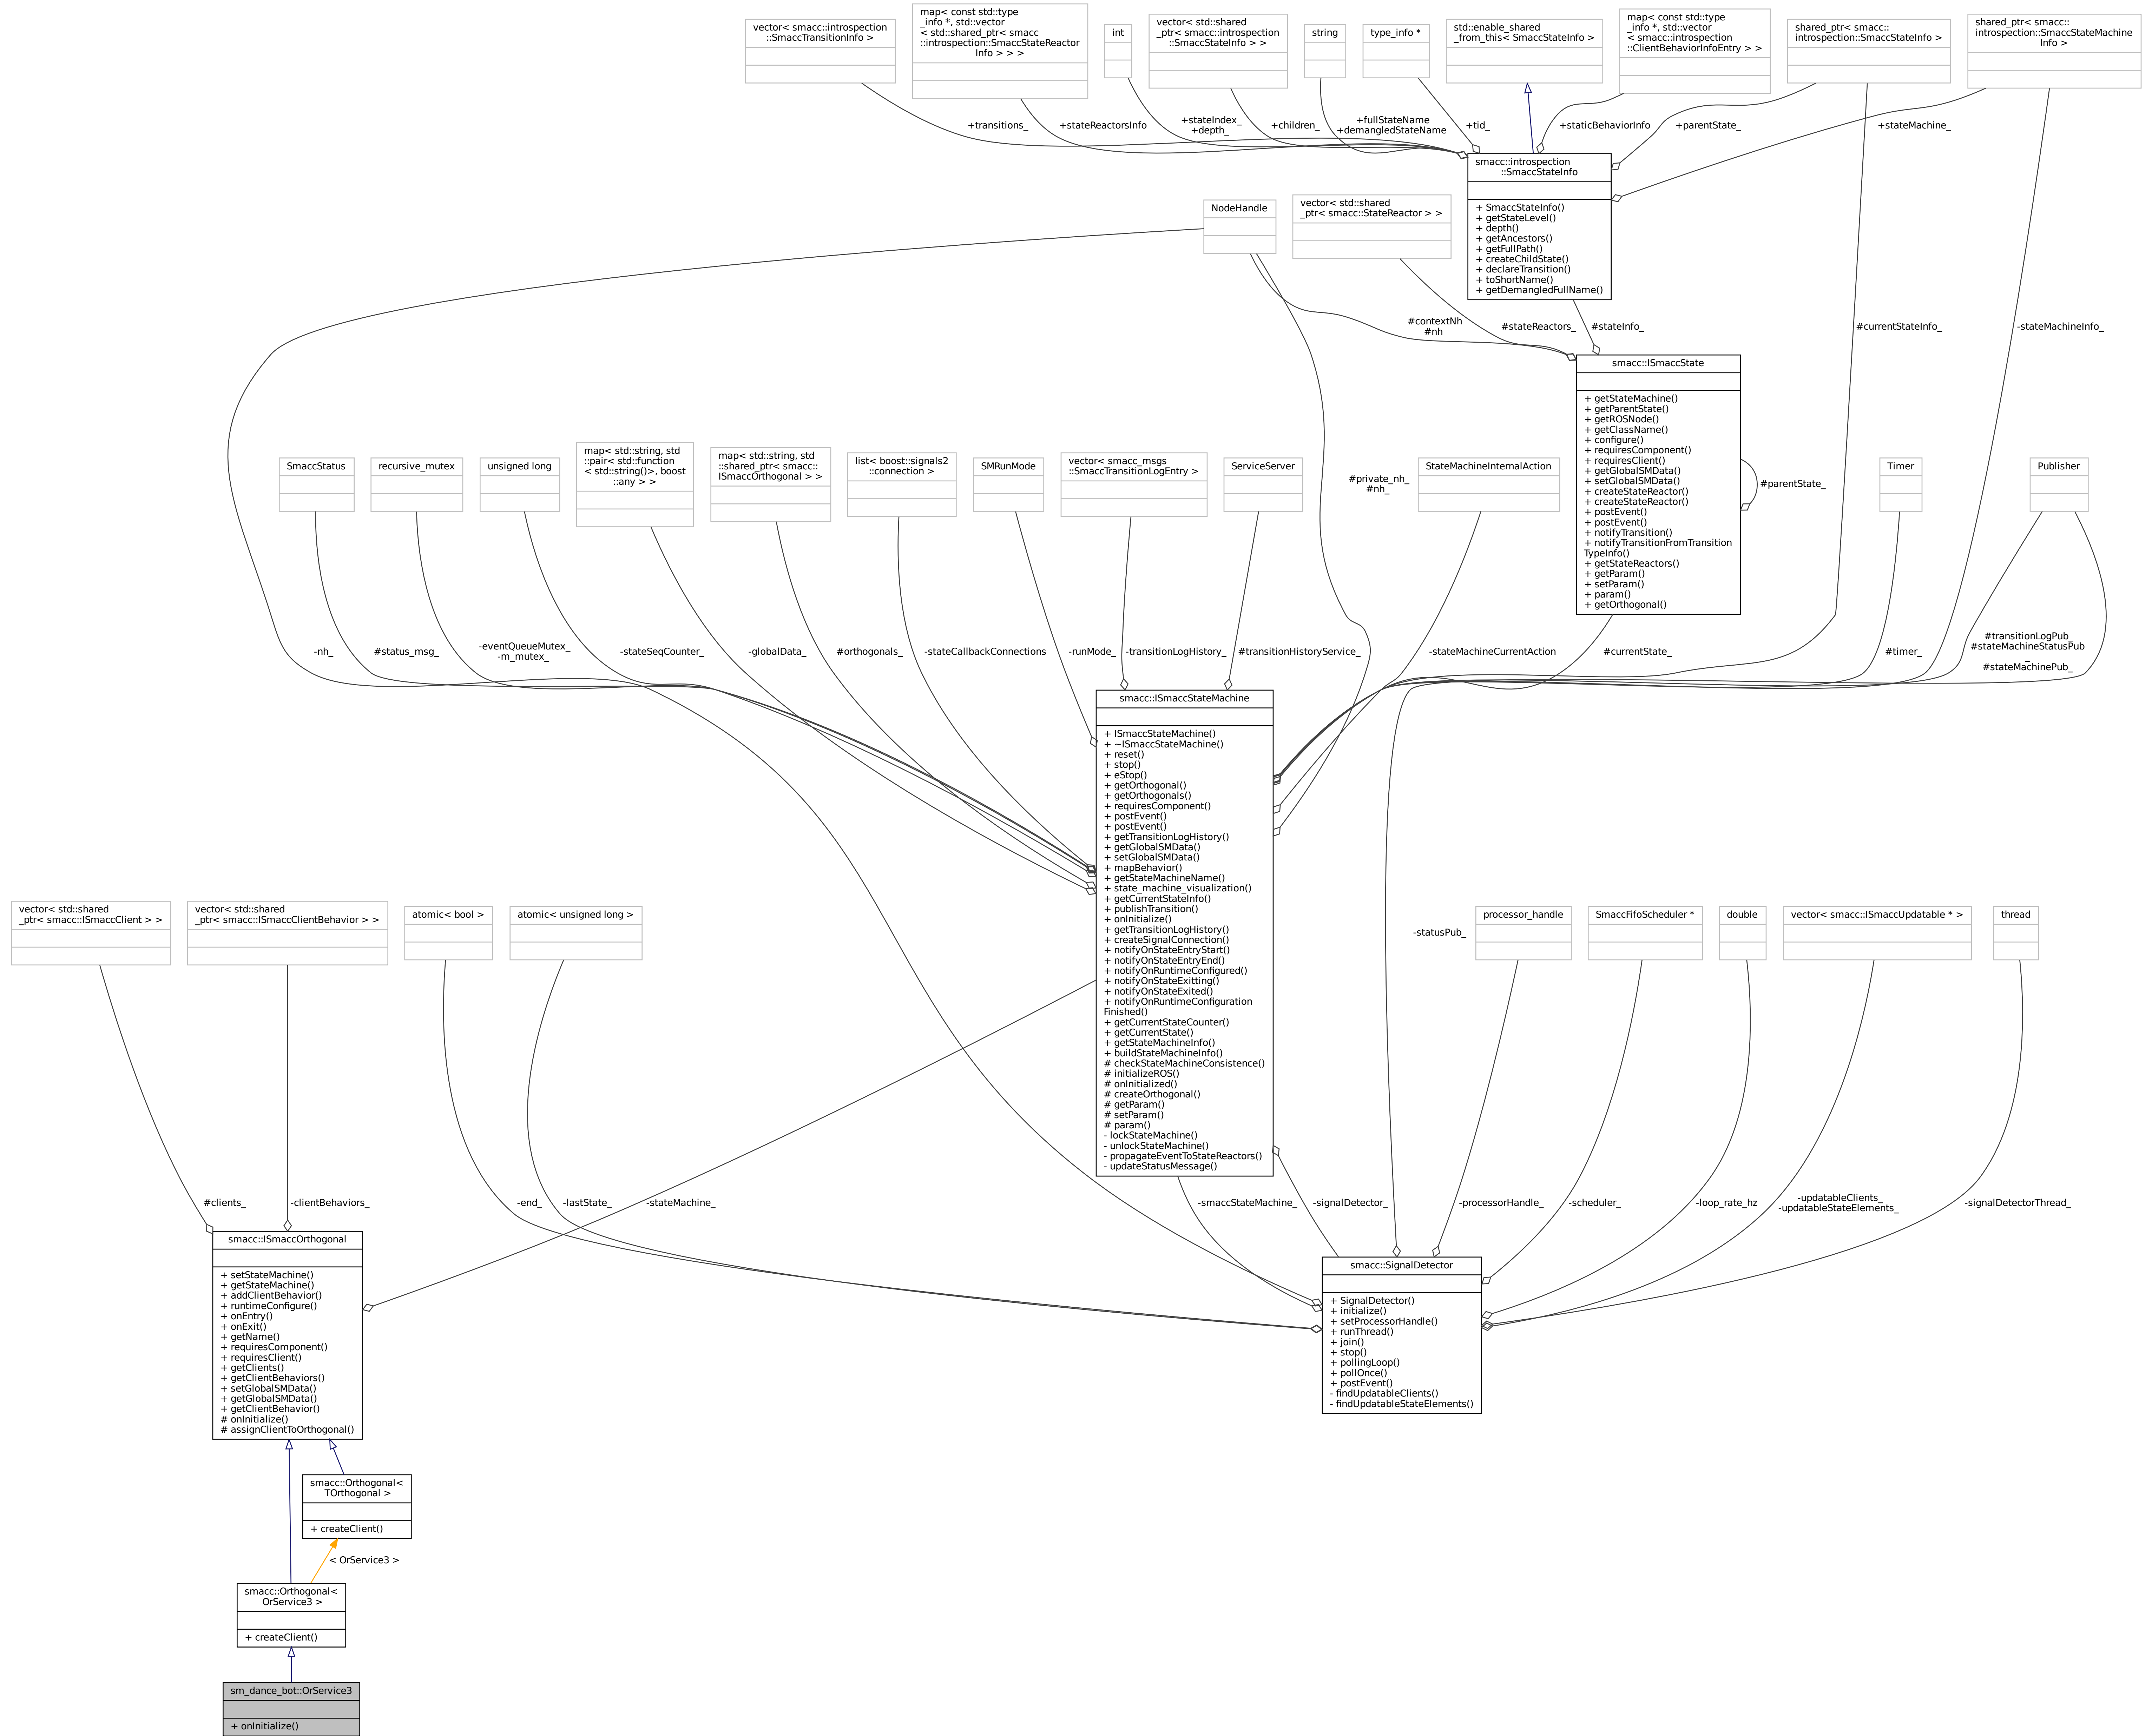 vector< smacc::introspection
::SmaccTransitionInfo >
map< const std::type
_info *, std::vector
< std::shared_ptr< smacc
::introspection::SmaccStateReactor
Info > > >
int
vector< std::shared
_ptr< smacc::introspection
::SmaccStateInfo > >
string
type_info *
std::enable_shared
_from_this< SmaccStateInfo >
map< const std::type
_info *, std::vector
< smacc::introspection
::ClientBehaviorInfoEntry > >
shared_ptr< smacc::
introspection::SmaccStateInfo >
shared_ptr< smacc::
introspection::SmaccStateMachine
Info >
+transitions_
+stateReactorsInfo
+stateIndex_
+depth_
+children_
+fullStateName
+demangledStateName
+tid_
+staticBehaviorInfo
+parentState_
+stateMachine_
smacc::introspection
::SmaccStateInfo
+ SmaccStateInfo()
+ getStateLevel()
+ depth()
+ getAncestors()
+ getFullPath()
+ createChildState()
+ declareTransition()
+ toShortName()
+ getDemangledFullName()
NodeHandle
vector< std::shared
_ptr< smacc::StateReactor > >
#contextNh
#nh
#stateReactors_
#stateInfo_
#currentStateInfo_
-stateMachineInfo_
smacc::ISmaccState
+ getStateMachine()
+ getParentState()
+ getROSNode()
+ getClassName()
+ configure()
+ requiresComponent()
+ requiresClient()
+ getGlobalSMData()
+ setGlobalSMData()
+ createStateReactor()
+ createStateReactor()
+ postEvent()
+ postEvent()
+ notifyTransition()
+ notifyTransitionFromTransition
TypeInfo()
+ getStateReactors()
+ getParam()
+ setParam()
+ param()
+ getOrthogonal()
#parentState_
SmaccStatus
recursive_mutex
unsigned long
map< std::string, std
::pair< std::function
< std::string()>, boost
::any > >
map< std::string, std
::shared_ptr< smacc::
ISmaccOrthogonal > >
list< boost::signals2
::connection >
SMRunMode
vector< smacc_msgs
::SmaccTransitionLogEntry >
ServiceServer
#private_nh_
#nh_
StateMachineInternalAction
Timer
Publisher
-nh_
#status_msg_
-eventQueueMutex_
-m_mutex_
-stateSeqCounter_
-globalData_
#orthogonals_
-stateCallbackConnections
-runMode_
-transitionLogHistory_
#transitionHistoryService_
-stateMachineCurrentAction
#currentState_
#timer_
#transitionLogPub_
#stateMachineStatusPub
_
#stateMachinePub_
smacc::ISmaccStateMachine
+ ISmaccStateMachine()
+ ~ISmaccStateMachine()
+ reset()
+ stop()
+ eStop()
+ getOrthogonal()
+ getOrthogonals()
+ requiresComponent()
+ postEvent()
+ postEvent()
+ getTransitionLogHistory()
+ getGlobalSMData()
+ setGlobalSMData()
+ mapBehavior()
+ getStateMachineName()
+ state_machine_visualization()
+ getCurrentStateInfo()
+ publishTransition()
+ onInitialize()
+ getTransitionLogHistory()
+ createSignalConnection()
+ notifyOnStateEntryStart()
+ notifyOnStateEntryEnd()
+ notifyOnRuntimeConfigured()
+ notifyOnStateExitting()
+ notifyOnStateExited()
+ notifyOnRuntimeConfiguration
Finished()
+ getCurrentStateCounter()
+ getCurrentState()
+ getStateMachineInfo()
+ buildStateMachineInfo()
# checkStateMachineConsistence()
# initializeROS()
# onInitialized()
# createOrthogonal()
# getParam()
# setParam()
# param()
- lockStateMachine()
- unlockStateMachine()
- propagateEventToStateReactors()
- updateStatusMessage()
vector< std::shared
_ptr< smacc::ISmaccClient > >
vector< std::shared
_ptr< smacc::ISmaccClientBehavior > >
atomic< bool >
atomic< unsigned long >
-statusPub_
processor_handle
SmaccFifoScheduler *
double
vector< smacc::ISmaccUpdatable * >
thread
#clients_
-clientBehaviors_
-end_
-lastState_
-stateMachine_
-smaccStateMachine_
-signalDetector_
-processorHandle_
-scheduler_
-loop_rate_hz
-updatableClients_
-updatableStateElements_
-signalDetectorThread_
smacc::ISmaccOrthogonal
+ setStateMachine()
+ getStateMachine()
+ addClientBehavior()
+ runtimeConfigure()
+ onEntry()
+ onExit()
+ getName()
+ requiresComponent()
+ requiresClient()
+ getClients()
+ getClientBehaviors()
+ setGlobalSMData()
+ getGlobalSMData()
+ getClientBehavior()
# onInitialize()
# assignClientToOrthogonal()
smacc::SignalDetector
+ SignalDetector()
+ initialize()
+ setProcessorHandle()
+ runThread()
+ join()
+ stop()
+ pollingLoop()
+ pollOnce()
+ postEvent()
- findUpdatableClients()
- findUpdatableStateElements()
smacc::Orthogonal<
TOrthogonal >
+ createClient()
< OrService3 >
smacc::Orthogonal<
OrService3 >
+ createClient()
sm_dance_bot::OrService3
+ onInitialize()